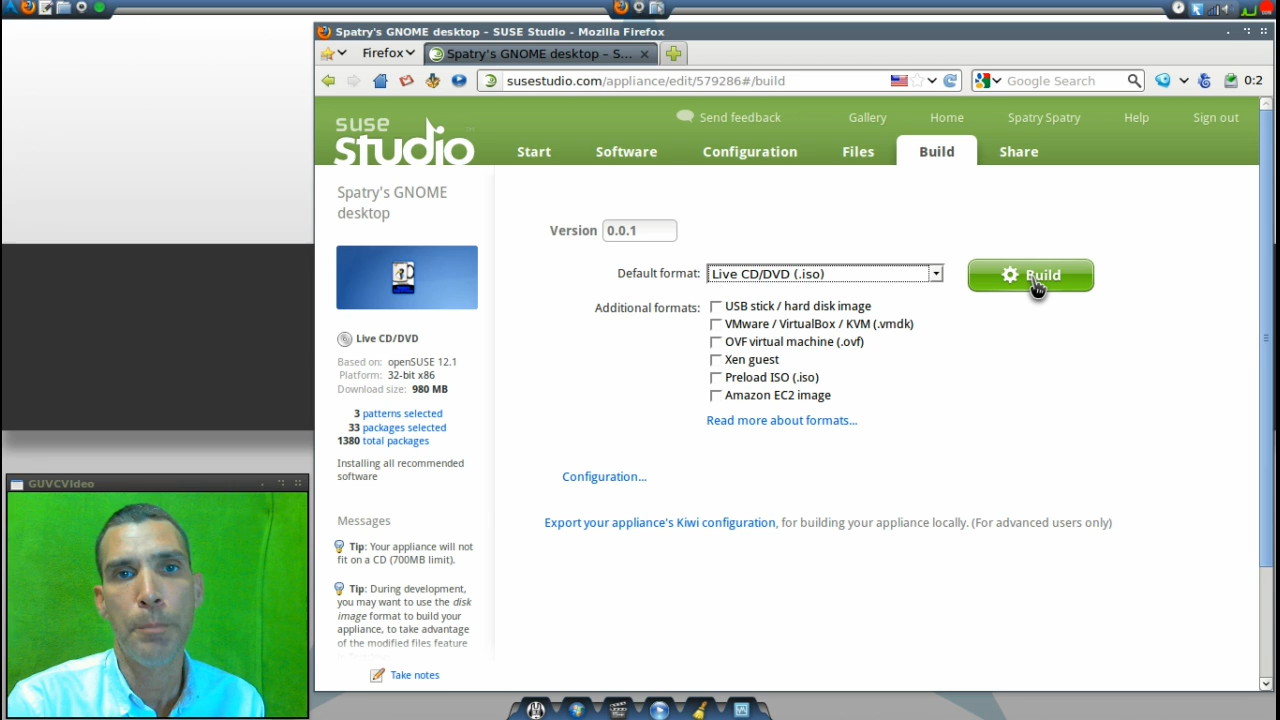 Spatry's GNOME desktop – SUSE Studio - Mozilla Firefox
Firefox
Spatry's GNOME desktop – S...
susestudio.com/appliance/edit/579286#/build
Google Search
0:2
Send feedback
Gallery
Home
Spatry Spatry
Help
Sign out
suse
studio
Start
Software
Configuration
Files
Build
Share
Spatry's GNOME
desktop
Live CD/DVD
Based on: openSUSE 12.1
Platform: 32-bit x86
Download size: 980 MB
3 patterns selected
33 packages selected
1380 total packages
Installing all recommended
software
Messages
Tip: Your appliance will not
fit on a CD (700MB limit).
Tip: During development,
you may want to use the disk
image format to build your
appliance, to take advantage
of the modified files feature
Take notes
Version 0.0.1
Default format: Live CD/DVD (.iso)
Build
Additional formats:
USB stick / hard disk image
VMware / VirtualBox / KVM (.vmdk)
OVF virtual machine (.ovf)
Xen guest
Preload ISO (.iso)
Amazon EC2 image
Read more about formats...
Configuration...
Export your appliance's Kiwi configuration, for building your appliance locally. (For advanced users only)
GUVCVideo